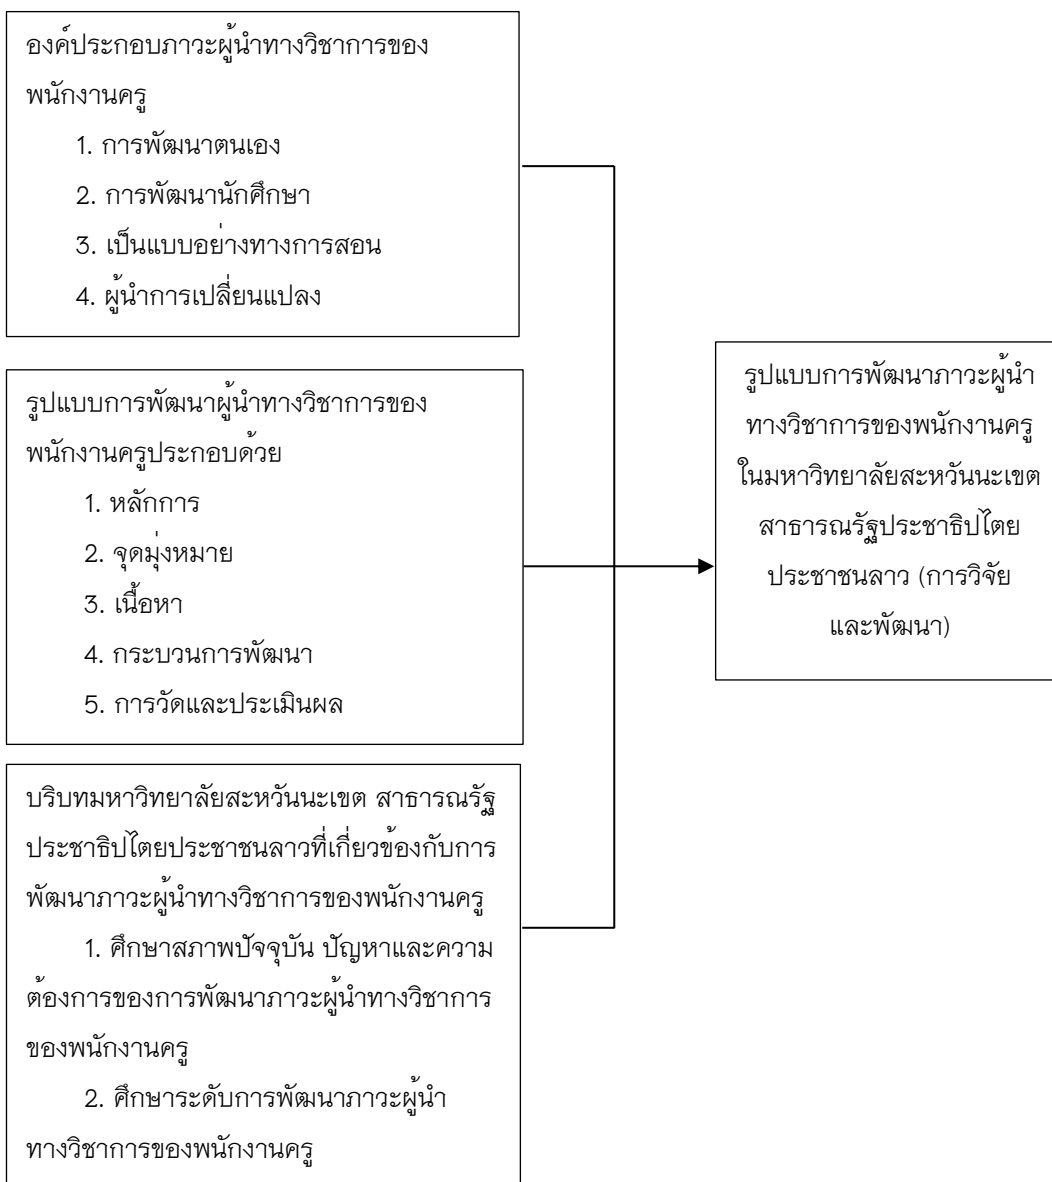 องค์ประกอบภาวะผู้นำทางวิชาการของ
พนักงานครู
1. การพัฒนาตนเอง
2. การพัฒนานักศึกษา
3. เป็นแบบอย่างทางการสอน
4. ผู้นำการเปลี่ยนแปลง
รูปแบบการพัฒนาผู้นำทางวิชาการของ
พนักงานครูประกอบด้วย
1. หลักการ
2. จุดมุ่งหมาย
3. เนื้อหา
4. กระบวนการพัฒนา
5. การวัดและประเมินผล
บริบทมหาวิทยาลัยสะหวันนะเขต สาธารณรัฐ
ประชาธิปไตยประชาชนลาวที่เกี่ยวข้องกับการ
พัฒนาภาวะผู้นำทางวิชาการของพนักงานครู
1. ศึกษาสภาพปัจจุบัน ปัญหาและความ
ต้องการของการพัฒนาภาวะผู้นำทางวิชาการ
ของพนักงานครู
2. ศึกษาระดับการพัฒนาภาวะผู้นำ
ทางวิชาการของพนักงานครู
รูปแบบการพัฒนาภาวะผู้นำ
ทางวิชาการของพนักงานครู
ในมหาวิทยาลัยสะหวันนะเขต
สาธารณรัฐประชาธิปไตย
ประชาชนลาว (การวิจัย
และพัฒนา)